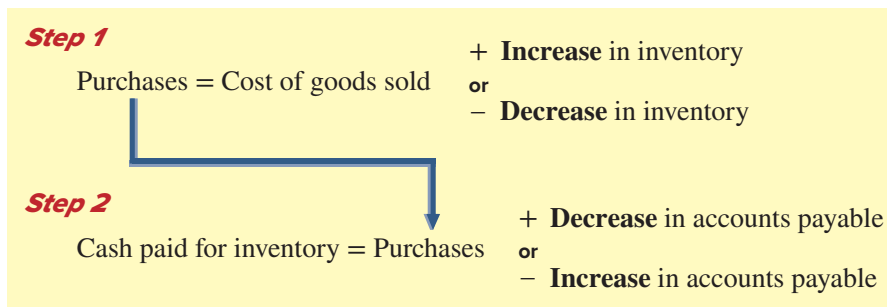 Step 1
+ Increase in inventory
Purchases = Cost of goods sold
or
− Decrease in inventory
Step 2
+ Decrease in accounts payable
Cash paid for inventory = Purchases
or
− Increase in accounts payable